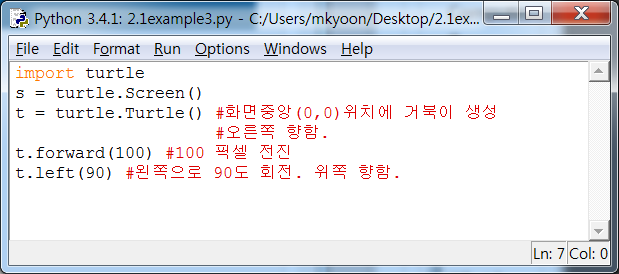 Python 3.4.1: 2.1example3.py - C:/Users/mkyoon/Desktop/2.1ex...
File Edit Format Run Options Windows Help
import turtle
s = turtle.Screen()
t = turtle.Turtle() #화면중앙(0,0)위치에 거북이 생성
#오른쪽 향함.
t.forward(100) #100 픽셀 전진
t.left(90) #왼쪽으로 90도 회전. 위쪽 향함.
Ln: 7 Col: 0